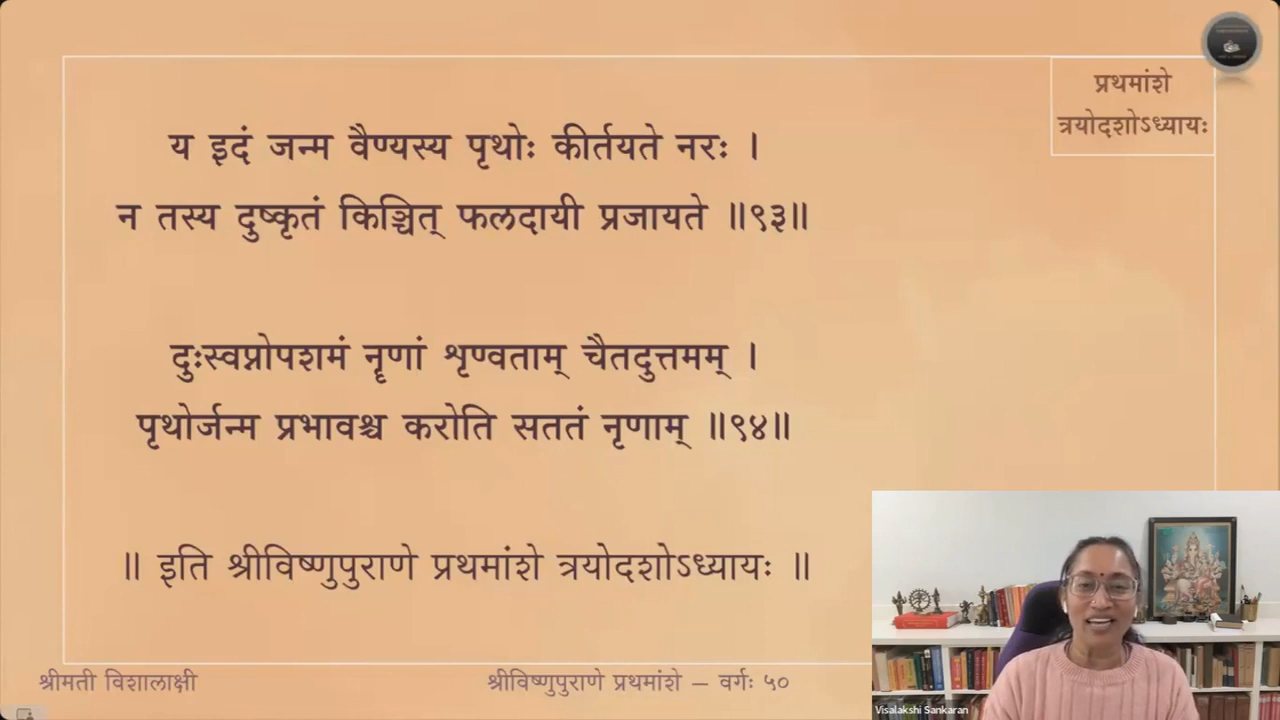 प्रथमांशे
त्रयोदशोऽध्यायः
य इदं जन्म वैण्यस्य पृथोः कीर्तयते नरः ।
न तस्य दुष्कृतं किञ्चित् फलदायी प्रजायते ॥९३॥
दुःस्वप्नोपशमं नॄणां शृण्वताम् चैतदुत्तमम् ।
पृथोर्जन्म प्रभावश्च करोति सततं नृणाम् ॥९४॥
॥ इति श्रीविष्णुपुराणे प्रथमांशे त्रयोदशोऽध्यायः ॥
श्रीमती विशालाक्षी
श्रीविष्णुपुराणे प्रथमांशे – वर्गः ५०
Visalakshi Sankaran